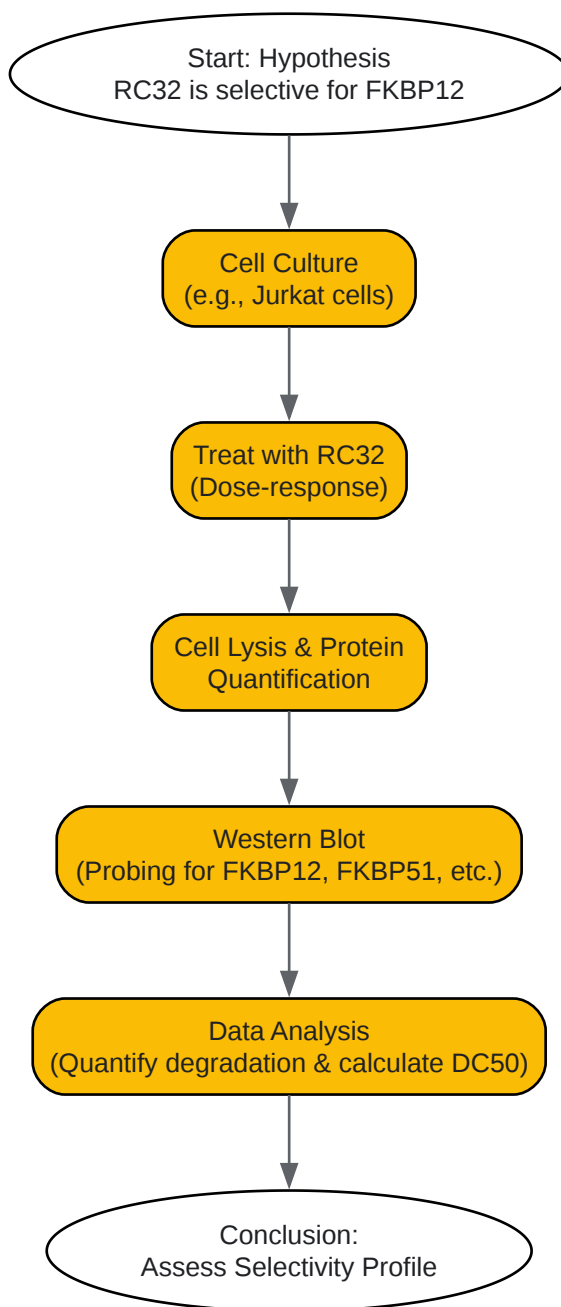 Start: Hypothesis
RC32 is selective for FKBP12
Cell Culture
(e.g., Jurkat cells)
Treat with RC32
(Dose-response)
Cell Lysis & Protein
Quantification
Western Blot
(Probing for FKBP12, FKBP51, etc.)
Data Analysis
(Quantify degradation & calculate DC50)
Conclusion:
Assess Selectivity Profile